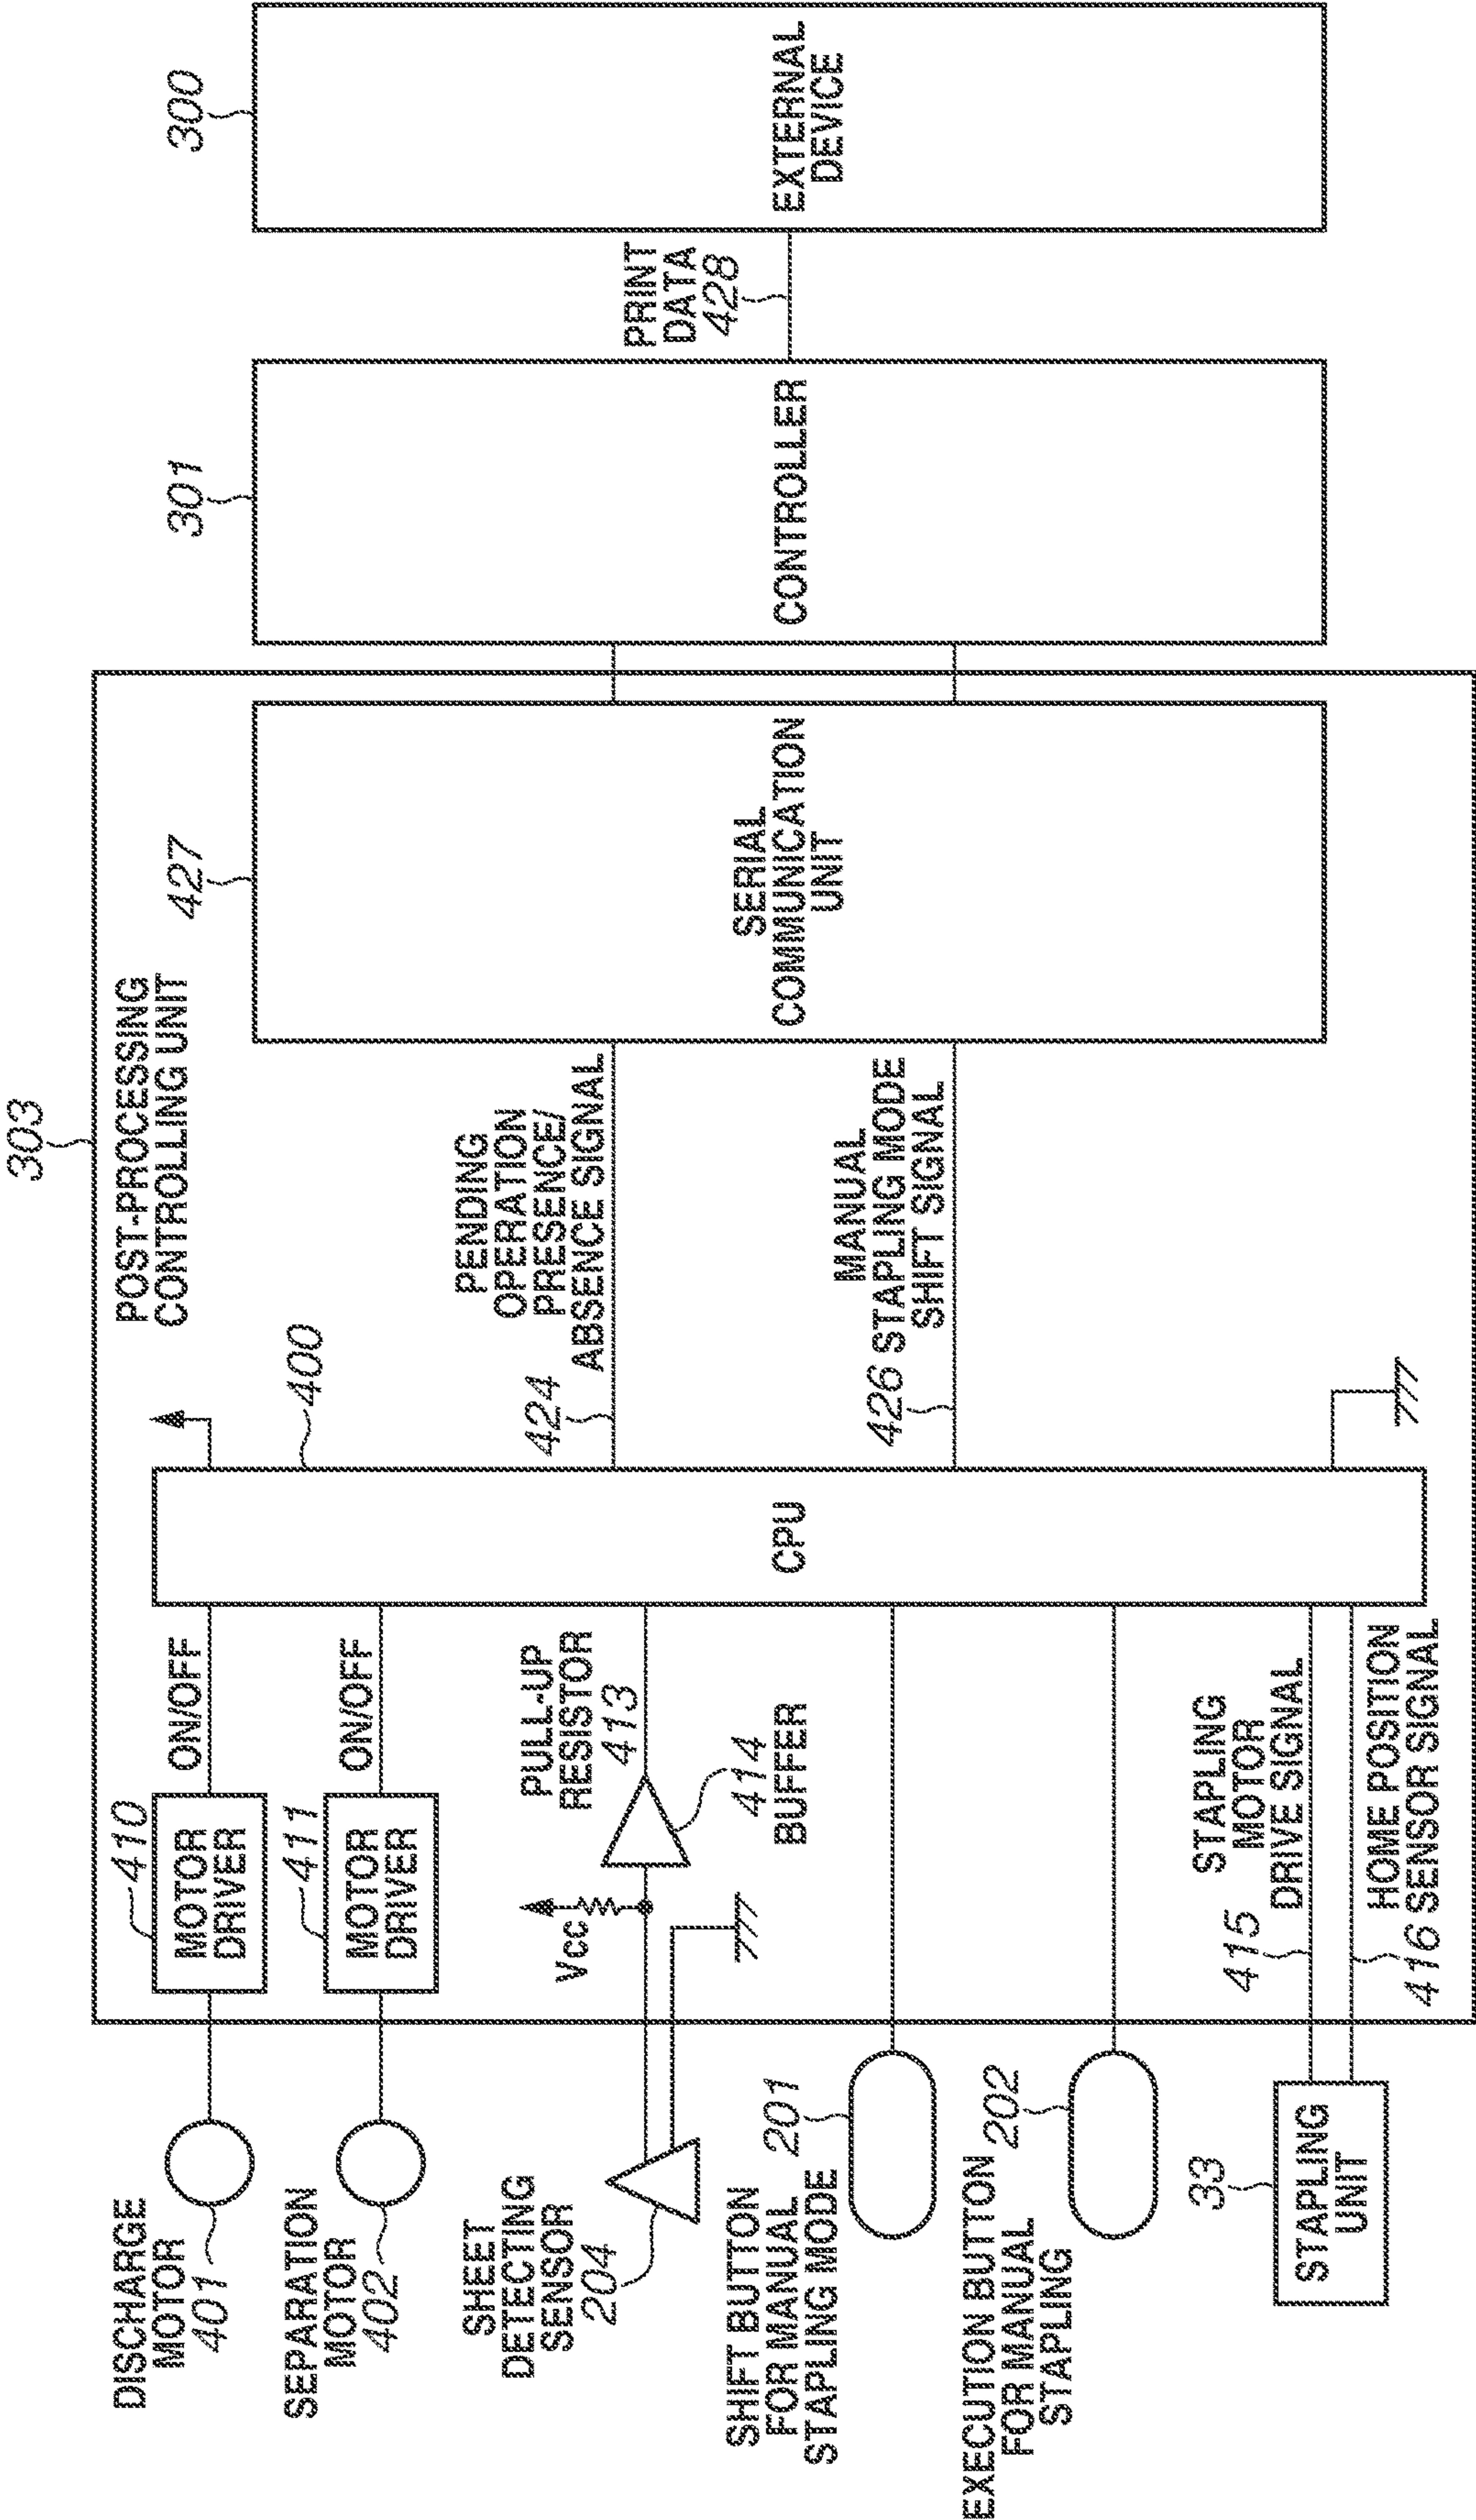 303
POST-PROCESSING
CONTROLLING UNIT
DISCHARGE
MOTOR
401
410
MOTOR
DRIVER
ON/OFF
SEPARATION
MOTOR
402
411
MOTOR
DRIVER
ON/OFF
400
CPU
SHEET
DETECTING
SENSOR
204
Vcc
PULL-UP
RESISTOR
413
414
BUFFER
SHIFT BUTTON
FOR MANUAL
STAPLING MODE
201
EXECUTION BUTTON
FOR MANUAL
STAPLING
202
33
STAPLING
UNIT
415
STAPLING
MOTOR
DRIVE SIGNAL
HOME POSITION
416 SENSOR SIGNAL
424
PENDING
OPERATION
PRESENCE/
ABSENCE SIGNAL
MANUAL
426 STAPLING MODE
SHIFT SIGNAL
427
SERIAL
COMMUNICATION
UNIT
301
CONTROLLER
PRINT
DATA
428
300
EXTERNAL
DEVICE